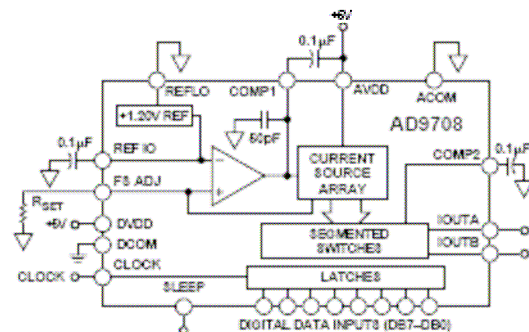 +5V
0.1µF
REFLO
COMP1
AVDD
ACOM
+1.20V REF
50pF
AD9708
0.1µF
REF IO
COMP2
0.1µF
CURRENT
SOURCE
ARRAY
FS ADJ
RSET
+5V
DVDD
IOUTA
SEGMENTED
SWITCHES
IOUTB
DCOM
CLOCK
CLOCK
LATCHES
SLEEP
DIGITAL DATA INPUTS (DB7–DB0)